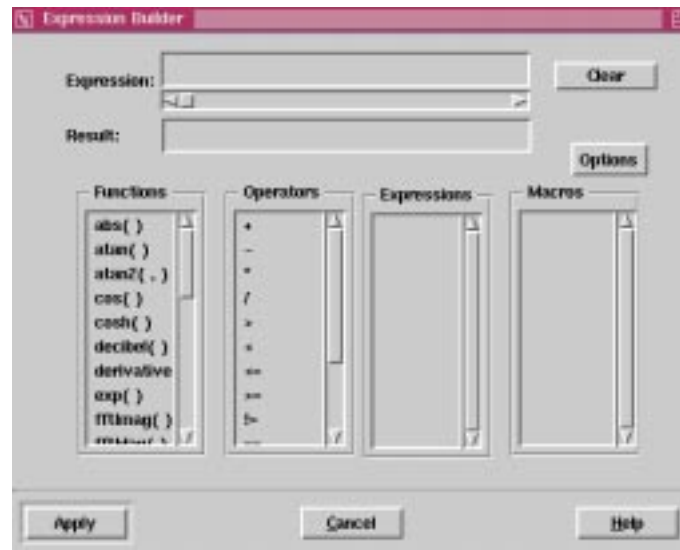 Expression Builder
Expression:
Clear
Result:
Options
Functions
Operators
Expressions
Macros
abs( )
atan( )
atan2( , )
cos( )
cosh( )
decibel( )
derivative
exp( )
fftImag( )
+
-
*
/
>
<
<=
>=
!=
==
Apply
Cancel
Help